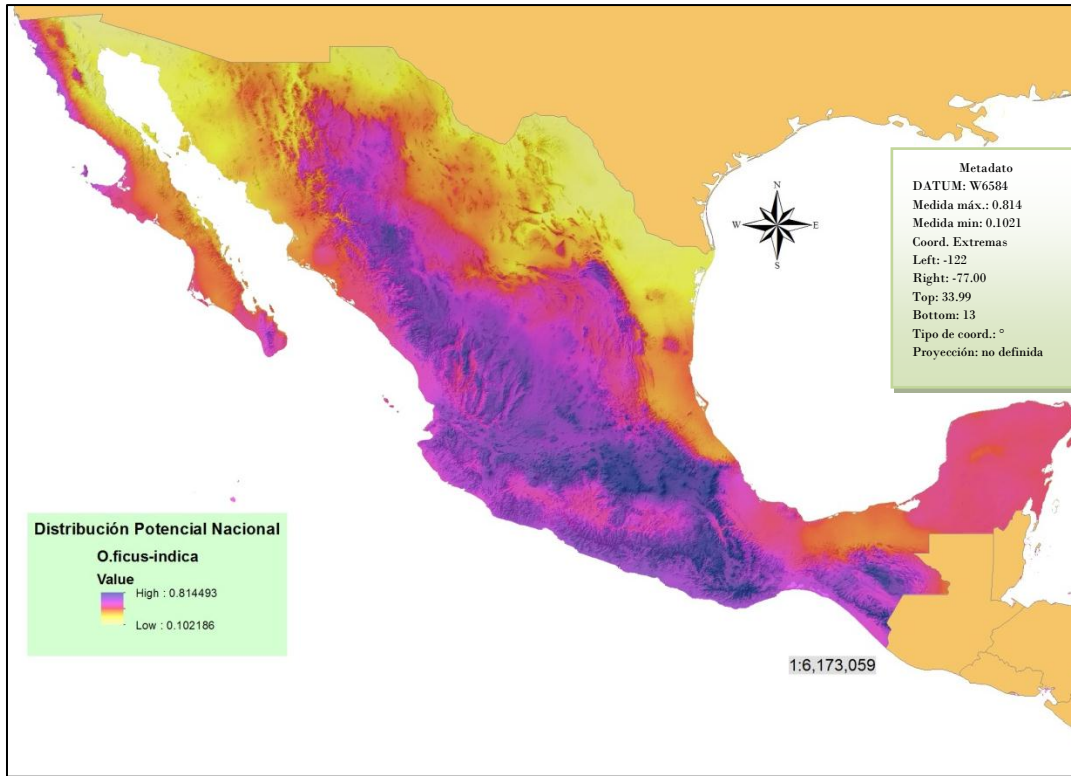 N
W E
S
Metadato
DATUM: W6584
Medida máx.: 0.814
Medida min: 0.1021
Coord. Extremas
Left: -122
Right: -77.00
Top: 33.99
Bottom: 13
Tipo de coord.: °
Proyección: no definida
Distribución Potencial Nacional
O.ficus-indica
Value
High : 0.814493
Low : 0.102186
1:6,173,059